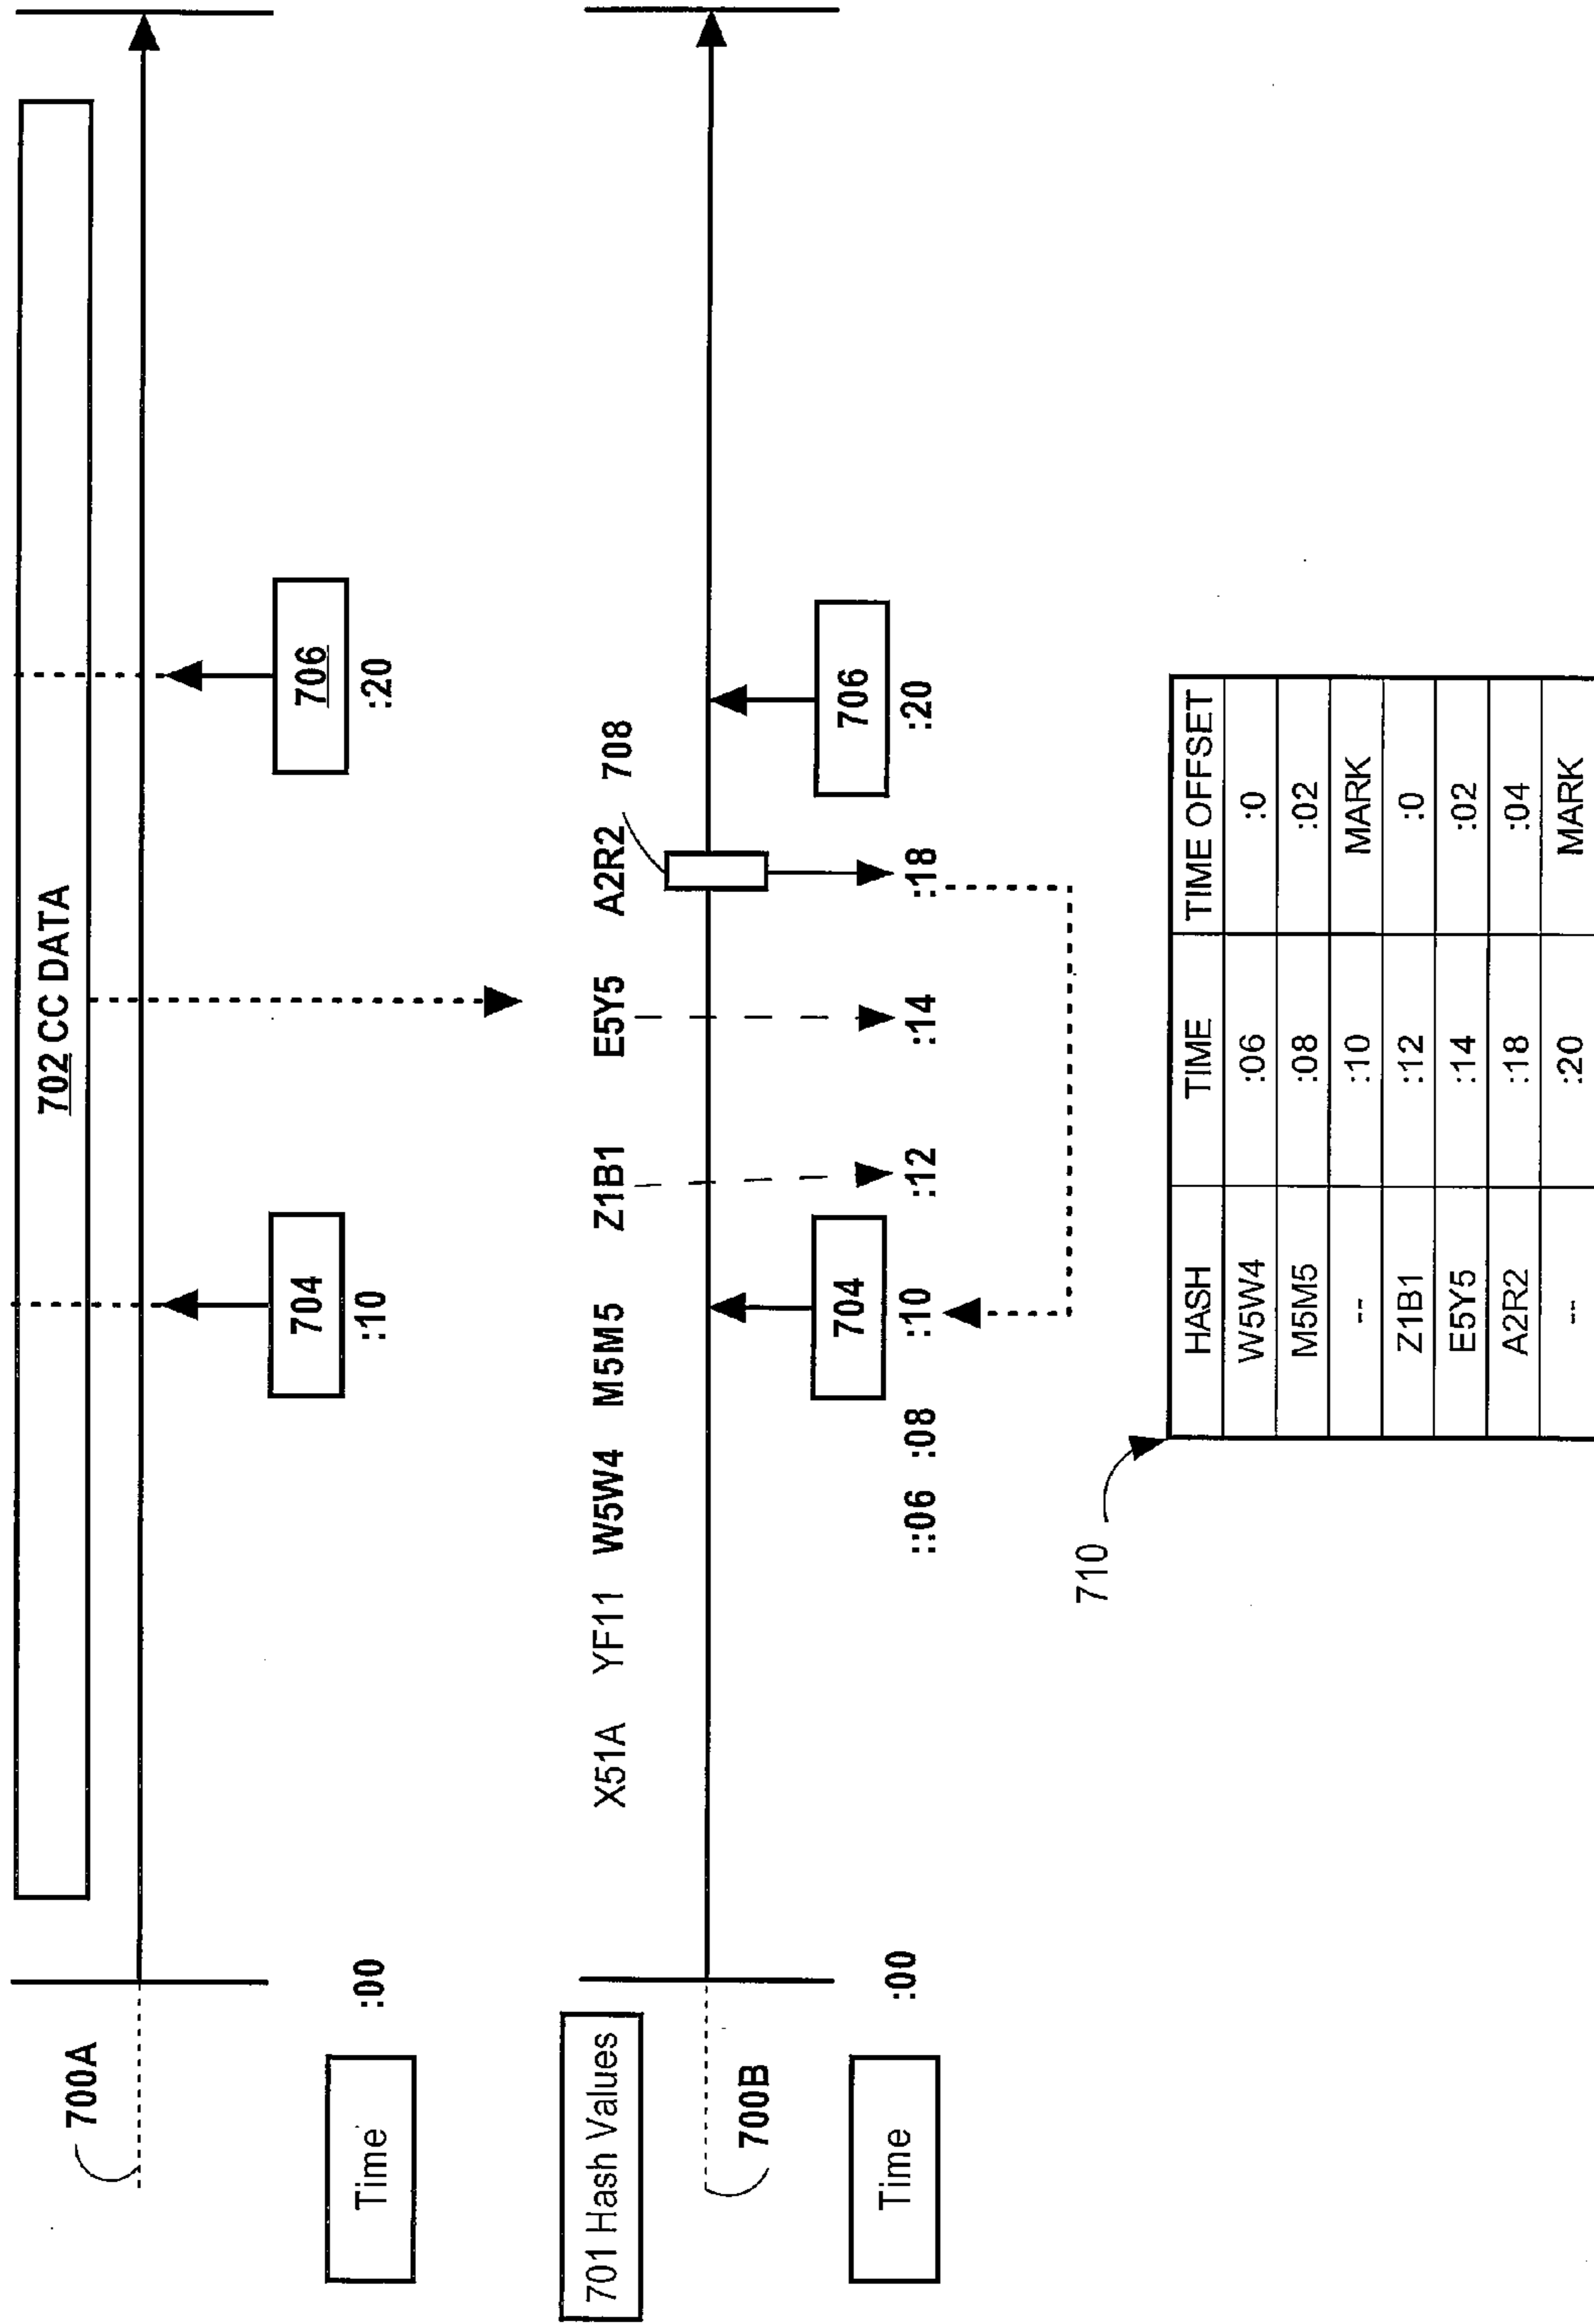 702 CC DATA
700A
704
706
Time
:00
:10
:20
701 Hash Values
X51A YF11 W5W4 M5M5 Z1B1 E5Y5 A2R2
708
700B
704
706
Time
:00
::06 :08 :10 :12 :14 :18 :20
710
HASH TIME TIME OFFSET
W5W4 :06 :0
M5M5 :08 :02
-- :10 MARK
Z1B1 :12 :0
E5Y5 :14 :02
A2R2 :18 :04
-- :20 MARK